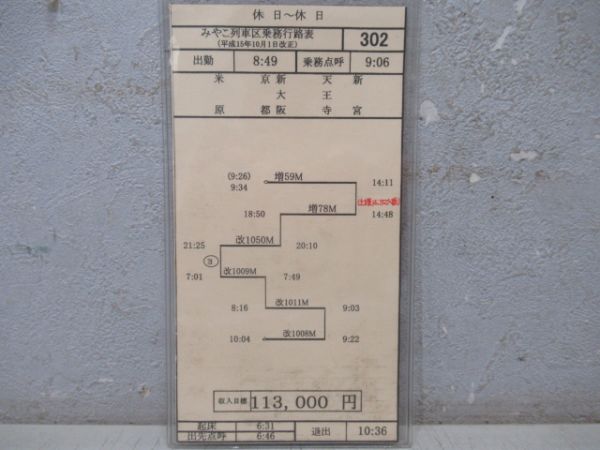 休 日〜休 日
みやこ列車区乗務行路表
(平成15年10月1日改正)
302
出勤 8:49 乗務点呼 9:06
米原 京都 新大阪 天王寺 新宮
(9:26) 増59M
9:34 14:11
18:50 増78M 14:48
21:25 改1050M 20:10
3
7:01 改1009M 7:49
8:16 改1011M 9:03
10:04 改1008M 9:22
収入目標 113,000 円
起床 6:31
出先点呼 6:46
退出 10:36